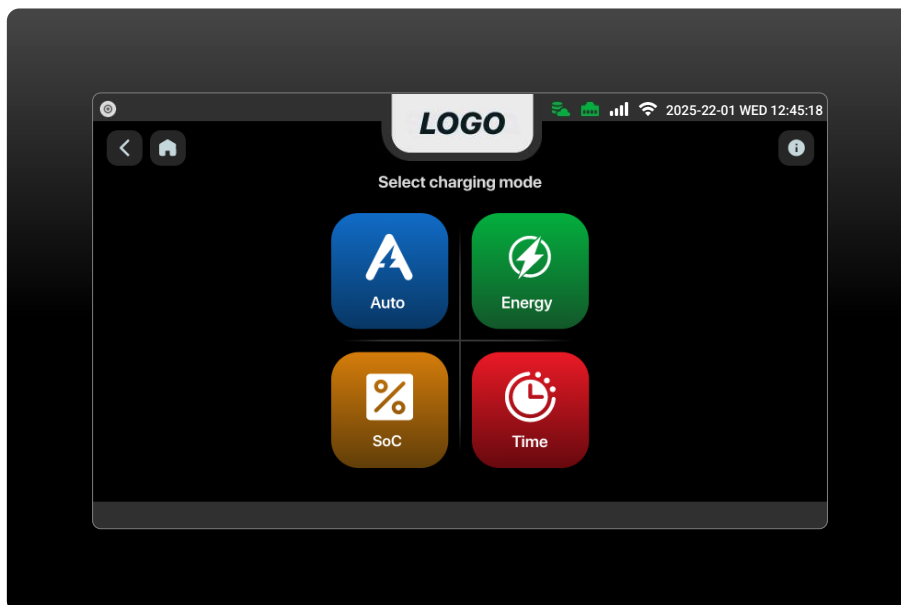 LOGO
2025-22-01 WED 12:45:18
Select charging mode
Auto
Energy
SoC
Time